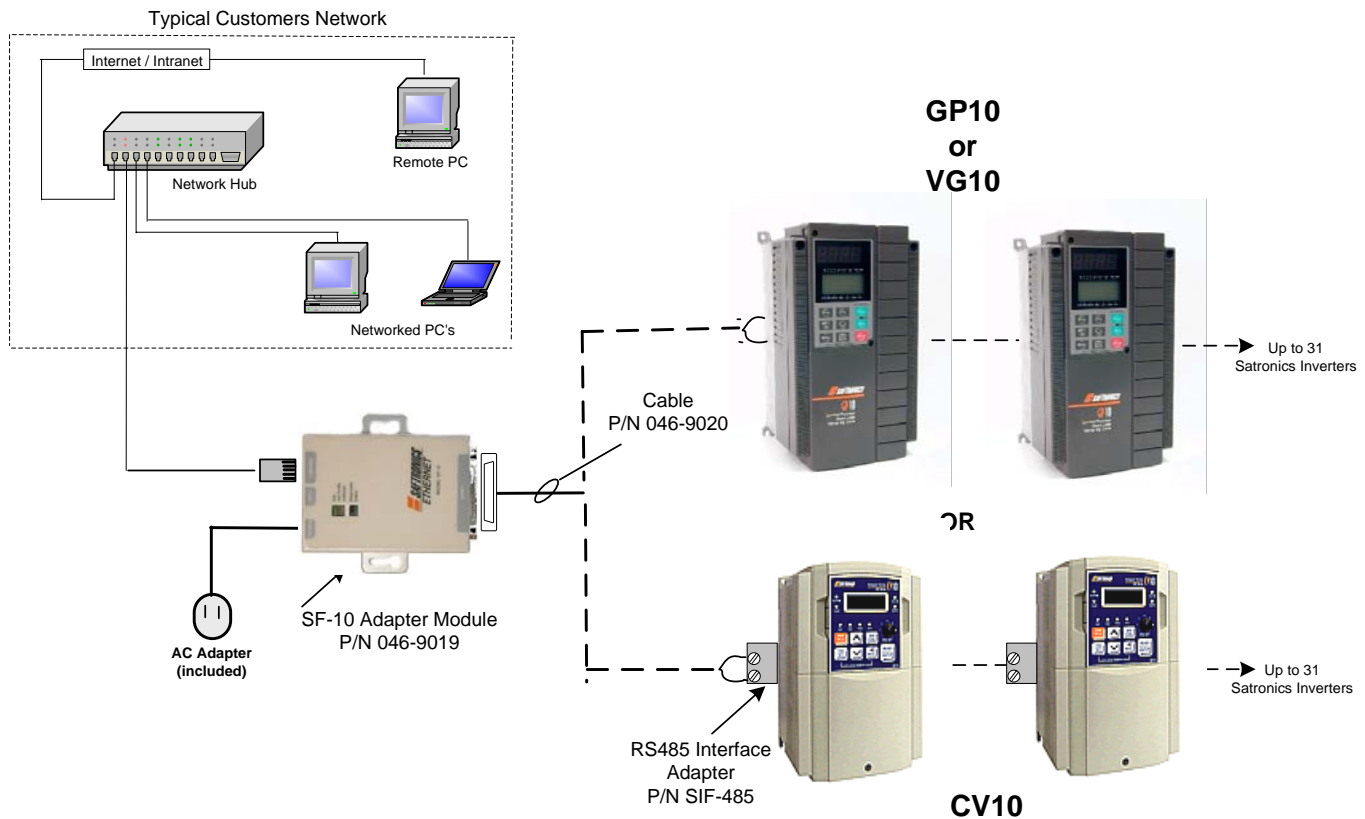 Typical Customers Network
Internet / Intranet
Remote PC
Network Hub
Networked PC's
GP10
or
VG10
Up to 31
Satronics Inverters
Cable
P/N 046-9020
SAFTRONICS
ETHERNET
SF-10 Adapter Module
P/N 046-9019
AC Adapter
(included)
OR
RS485 Interface
Adapter
P/N SIF-485
Up to 31
Satronics Inverters
CV10